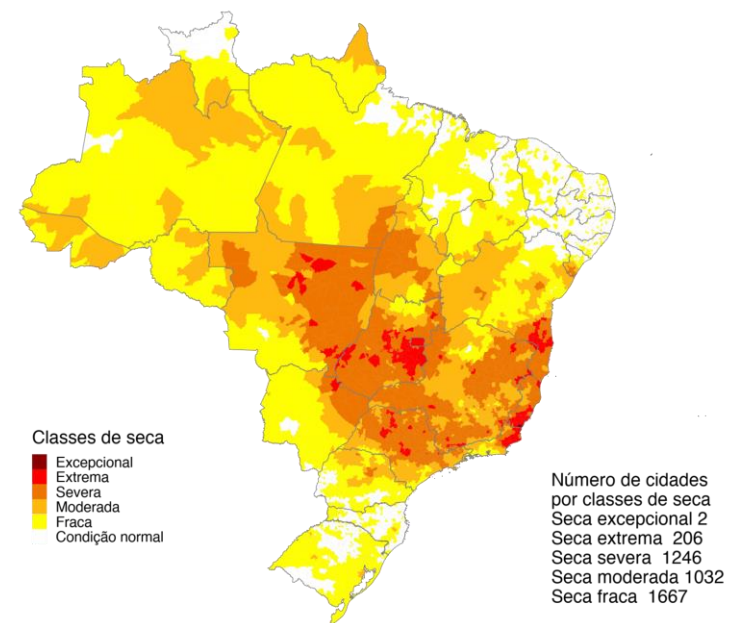 Classes de seca
Excepcional
Extrema
Severa
Moderada
Fraca
Condição normal
Número de cidades
por classes de seca
Seca excepcional 2
Seca extrema 206
Seca severa 1246
Seca moderada 1032
Seca fraca 1667